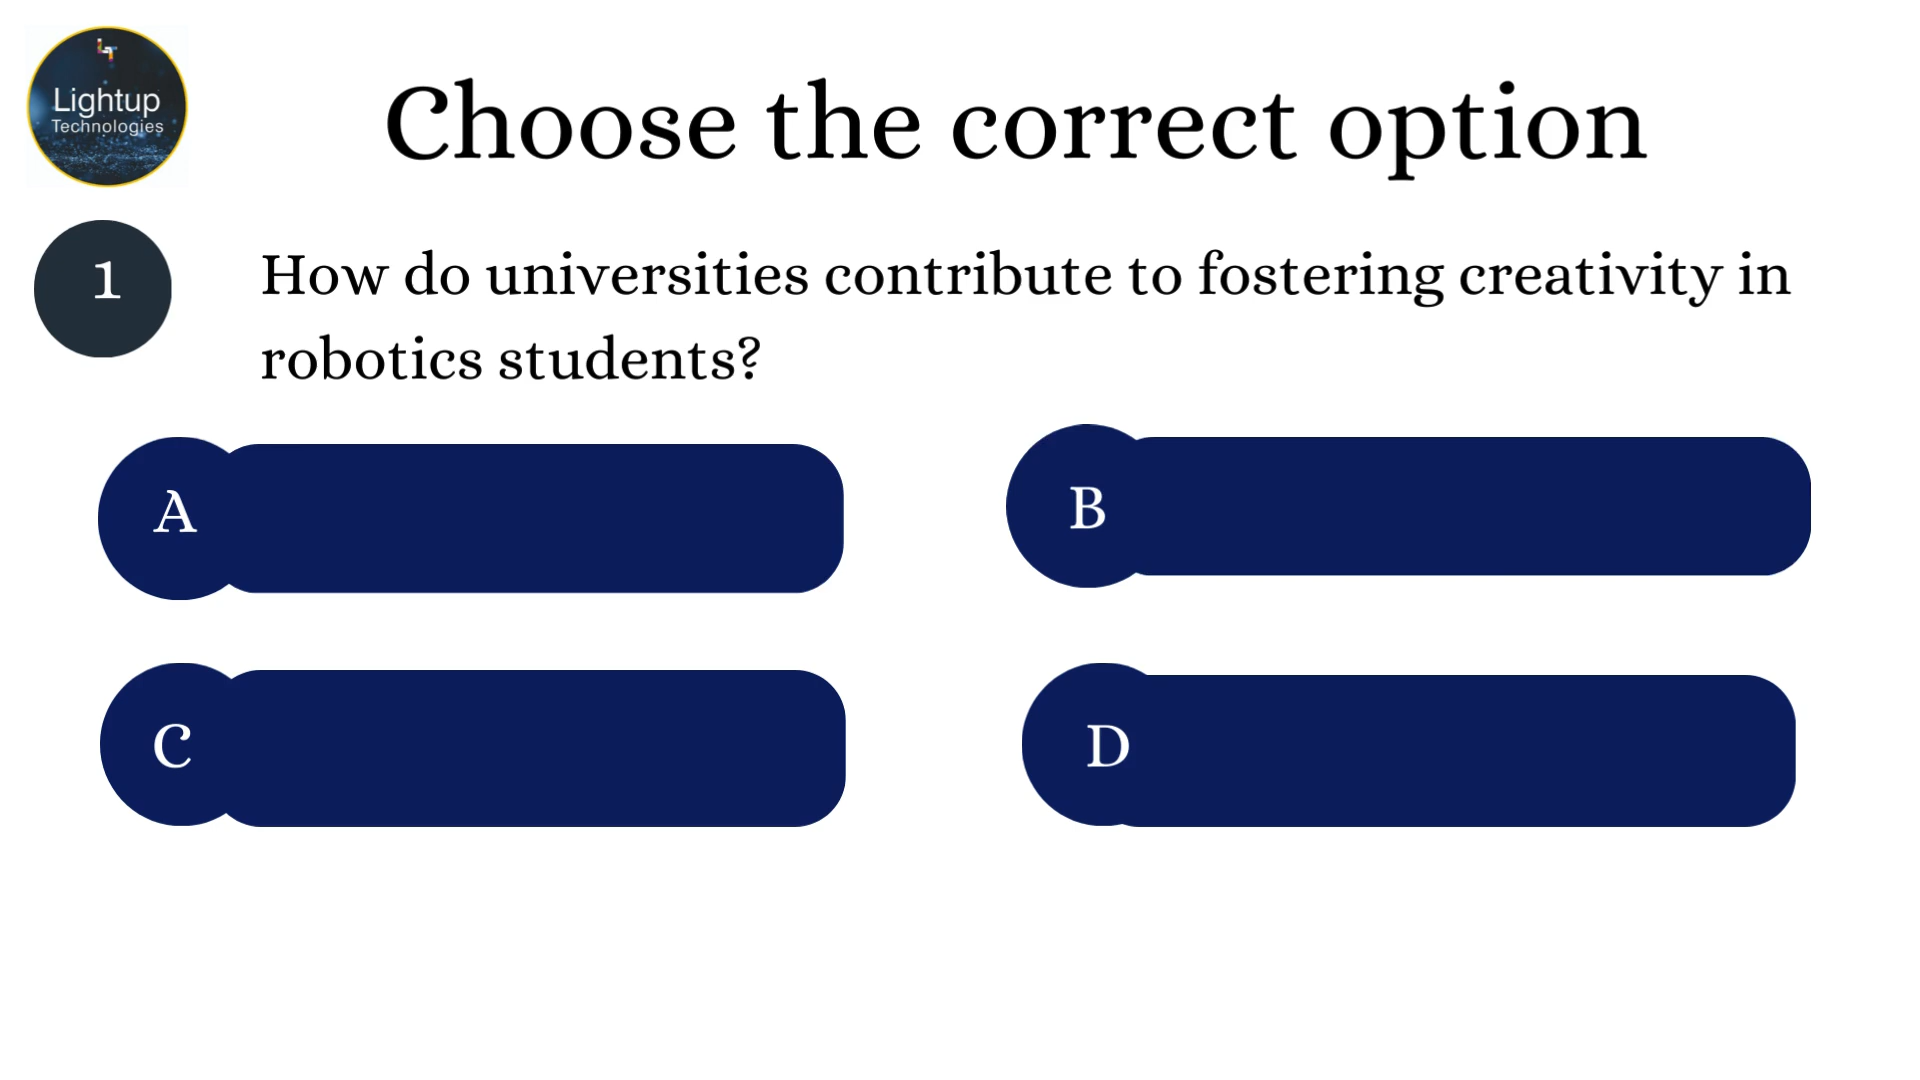 Lightup
Technologies
Choose the correct option
1
How do universities contribute to fostering creativity in
robotics students?
A
B
C
D